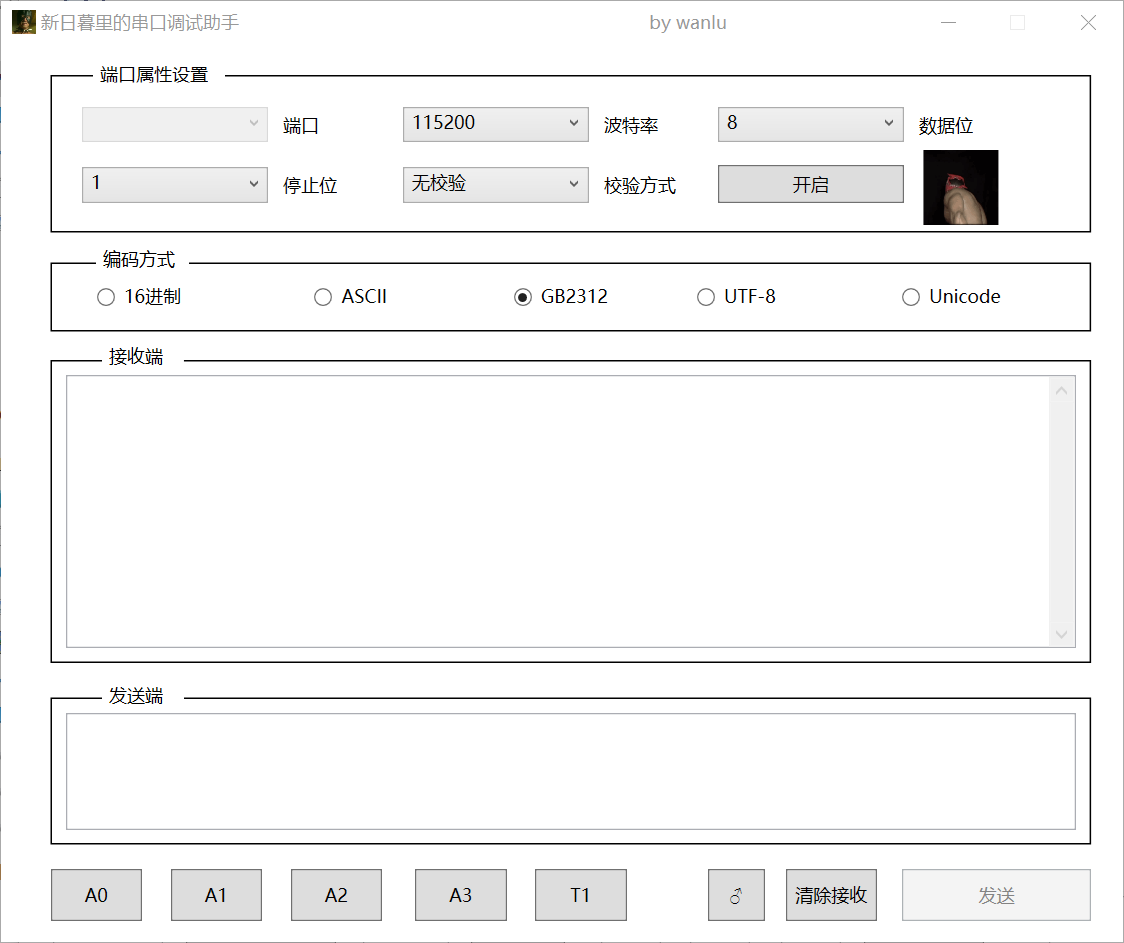 新日暮里的串口调试助手 by wanlu
端口属性设置
端口 115200 波特率 8 数据位
1 停止位 无校验 校验方式 开启
编码方式
16进制 ASCII GB2312 UTF-8 Unicode
接收端
发送端
A0 A1 A2 A3 T1 ♂ 清除接收 发送